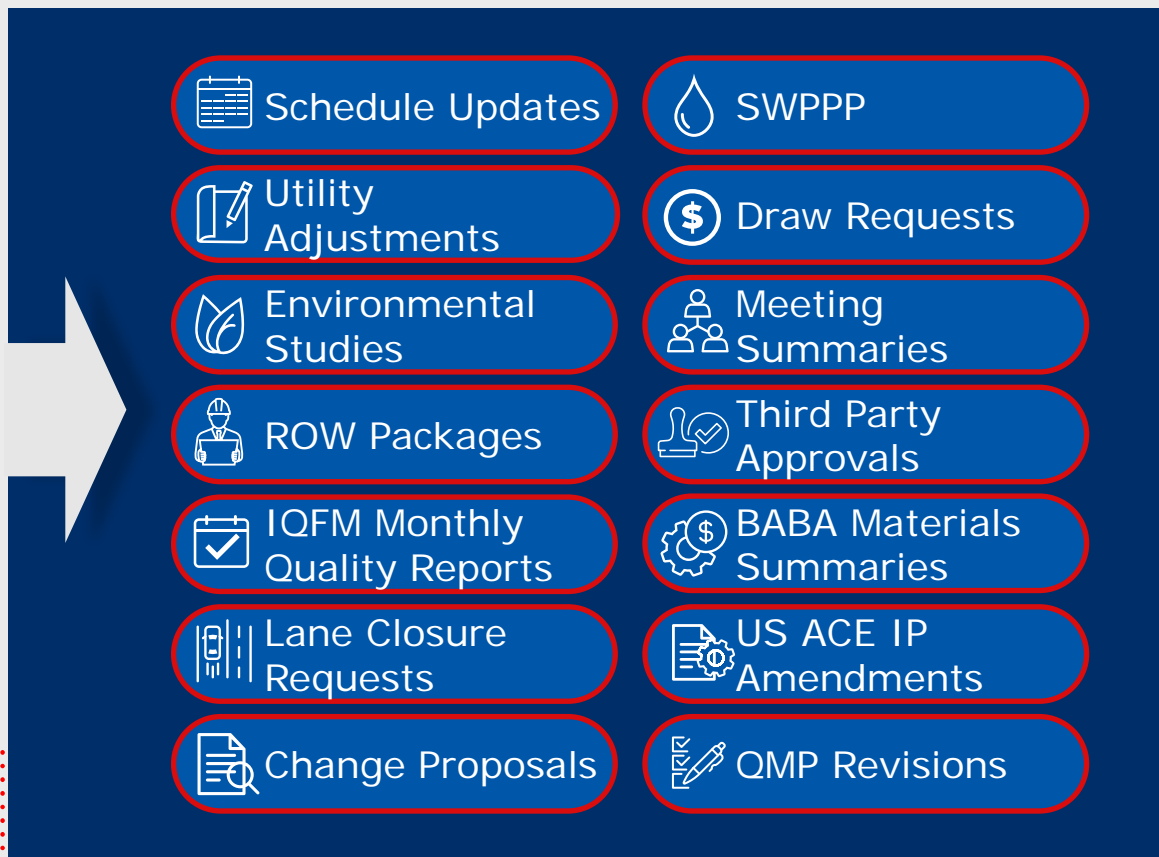 Schedule Updates
Utility
Adjustments
Environmental
Studies
ROW Packages
IQFM Monthly
Quality Reports
Lane Closure
Requests
Change Proposals
SWPPP
$
Draw Requests
Meeting
Summaries
Third Party
Approvals
$
BABA Materials
Summaries
US ACE IP
Amendments
QMP Revisions